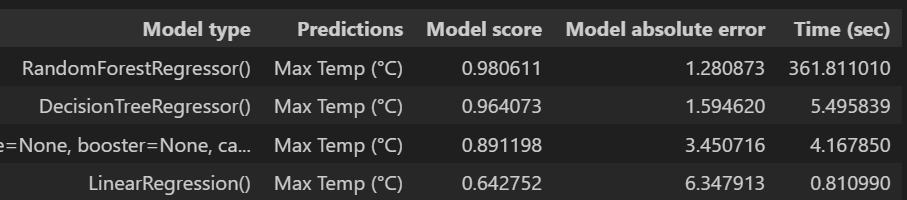 Model type Predictions Model score Model absolute error Time (sec)
RandomForestRegressor() Max Temp (°C) 0.980611 1.280873 361.811010
DecisionTreeRegressor() Max Temp (°C) 0.964073 1.594620 5.495839
e=None, booster=None, ca... Max Temp (°C) 0.891198 3.450716 4.167850
LinearRegression() Max Temp (°C) 0.642752 6.347913 0.810990